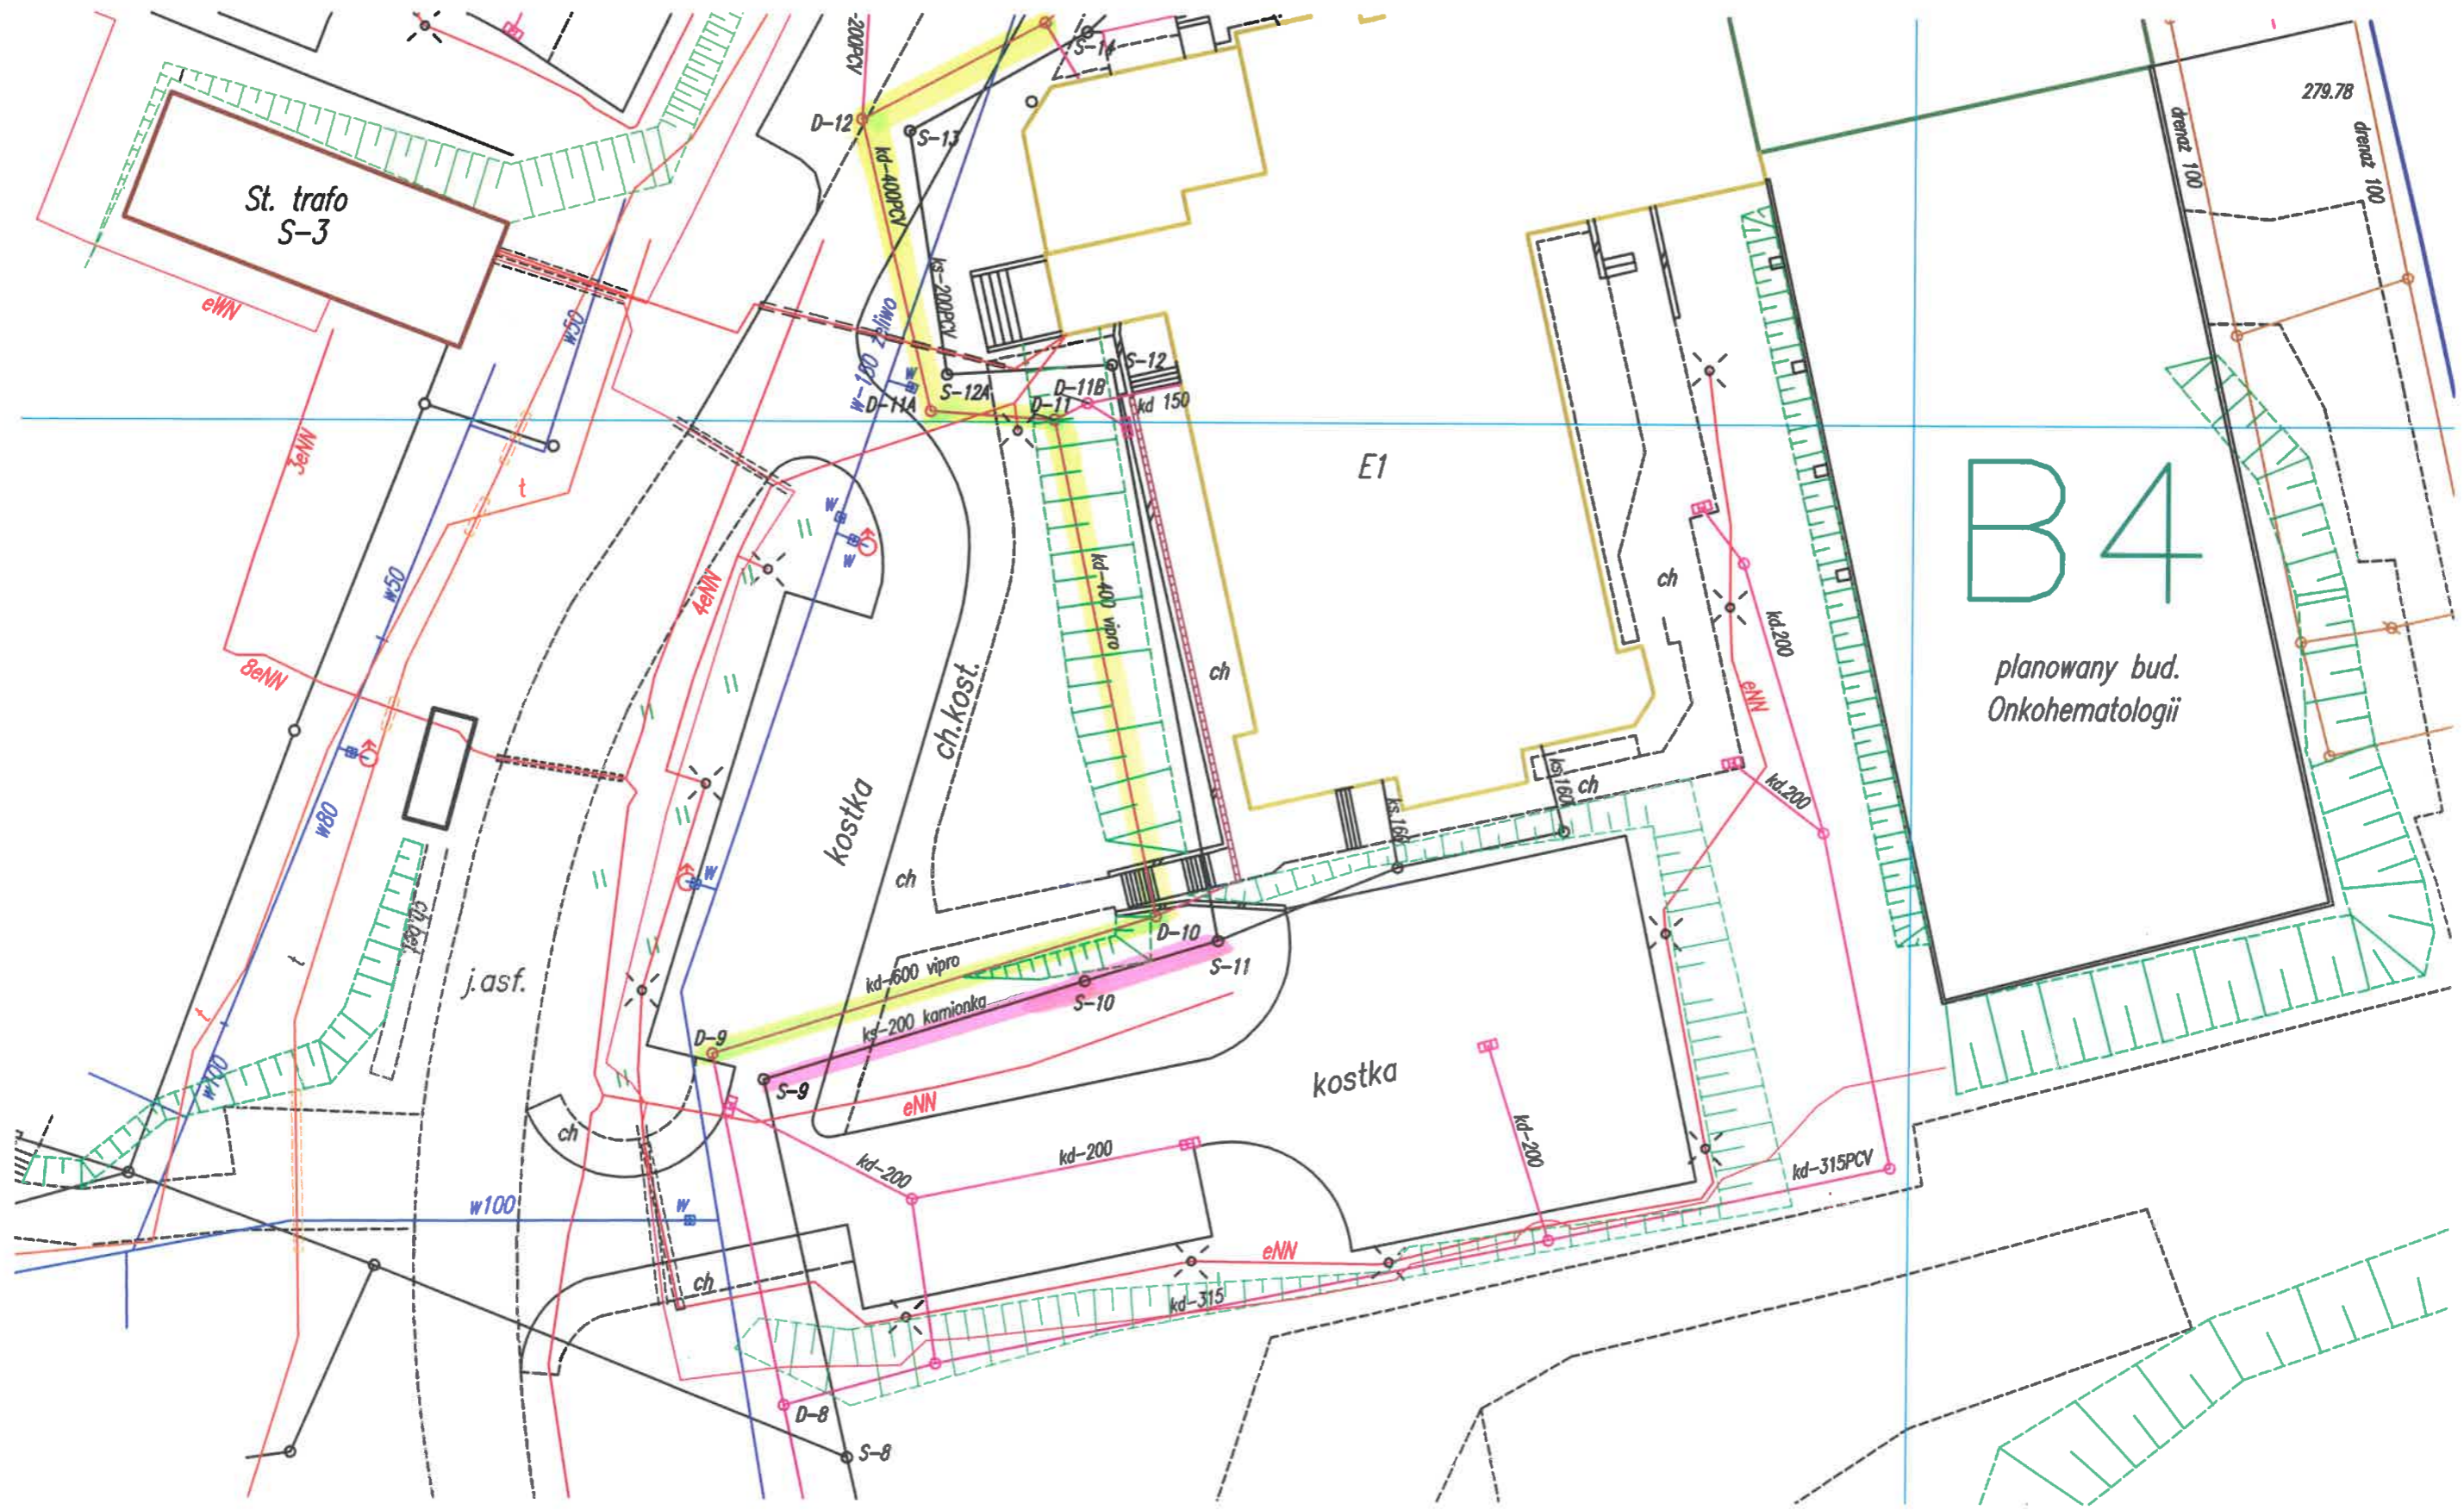 -200PCV
S-14
279.78
D-12
S-13
drenaż 100
drenaż 100
kd-400PCV
St. trafo
S-3
ks-200PCV
eWN
w50
w-180 żeliwo
w
S-12
S-12A
D-11B
D-11A
D-11
kd 150
3eNN
E1
B4
t
w
w
w50
4eNN
kd-400 vipro
ch
kd.200
8eNN
ch
planowany bud.
Onkohematologii
eNN
ch.kost.
w80
kostka
ks160
ch
kd.200
ks.160
w
ch
ch.bet.
D-10
t
j.asf.
kd-600 vipro
S-11
S-10
t
ks-200 kamionka
D-9
w100
S-9
eNN
kostka
ch
kd-200
kd-200
kd-200
kd-315PCV
w100
w
eNN
ch
kd-315
D-8
S-8